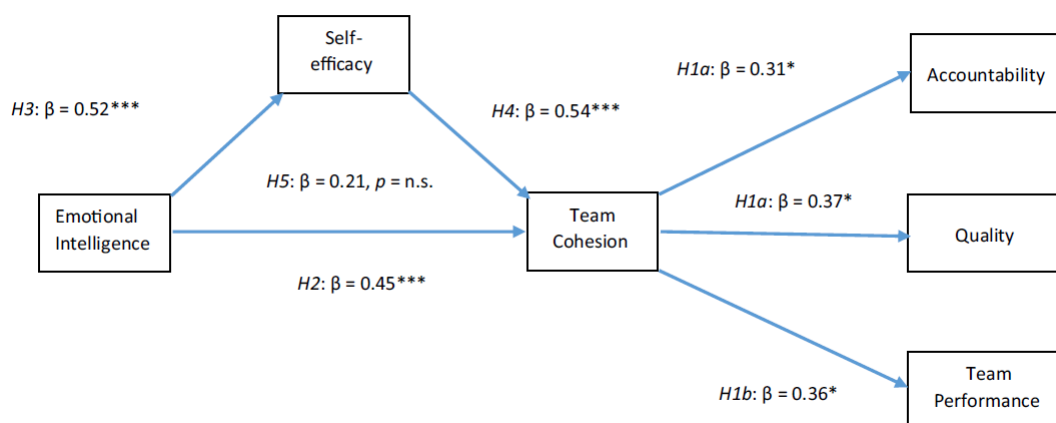 Self-
efficacy
H1a: β = 0.31*
Accountability
H3: β = 0.52***
H4: β = 0.54***
H5: β = 0.21, p = n.s.
Emotional
Intelligence
Team
Cohesion
H1a: β = 0.37*
Quality
H2: β = 0.45***
H1b: β = 0.36*
Team
Performance